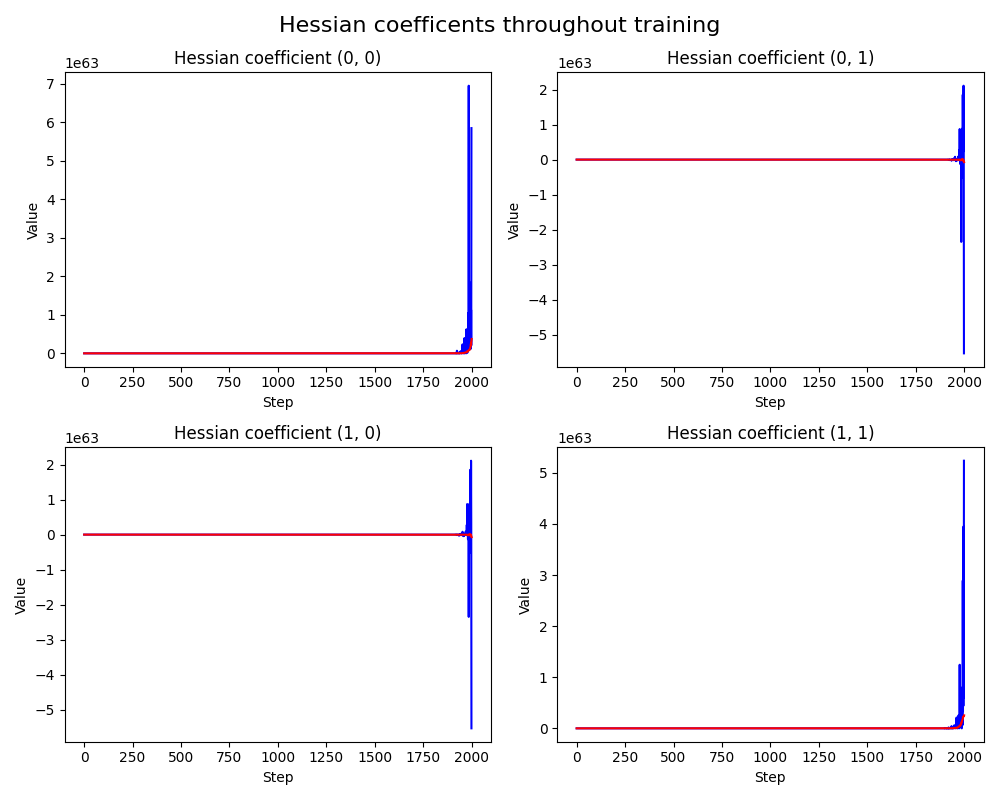 Hessian coefficents throughout training
Hessian coefficient (0, 0)
1e63
7
6
5
4
3
2
1
0
Value
0 250 500 750 1000 1250 1500 1750 2000
Step
Hessian coefficient (0, 1)
1e63
2
1
0
−1
−2
−3
−4
−5
Value
0 250 500 750 1000 1250 1500 1750 2000
Step
Hessian coefficient (1, 0)
1e63
2
1
0
−1
−2
−3
−4
−5
Value
0 250 500 750 1000 1250 1500 1750 2000
Step
Hessian coefficient (1, 1)
1e63
5
4
3
2
1
0
Value
0 250 500 750 1000 1250 1500 1750 2000
Step